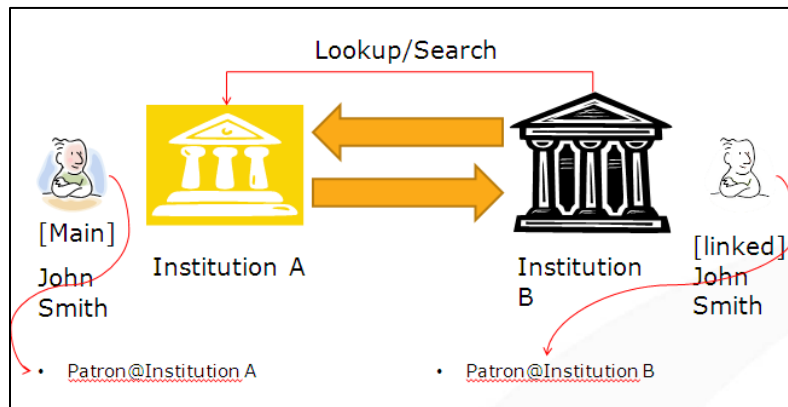 Lookup/Search
[Main]
John
Smith
Institution A
Institution
B
[linked]
John
Smith
• Patron@Institution A
• Patron@Institution B